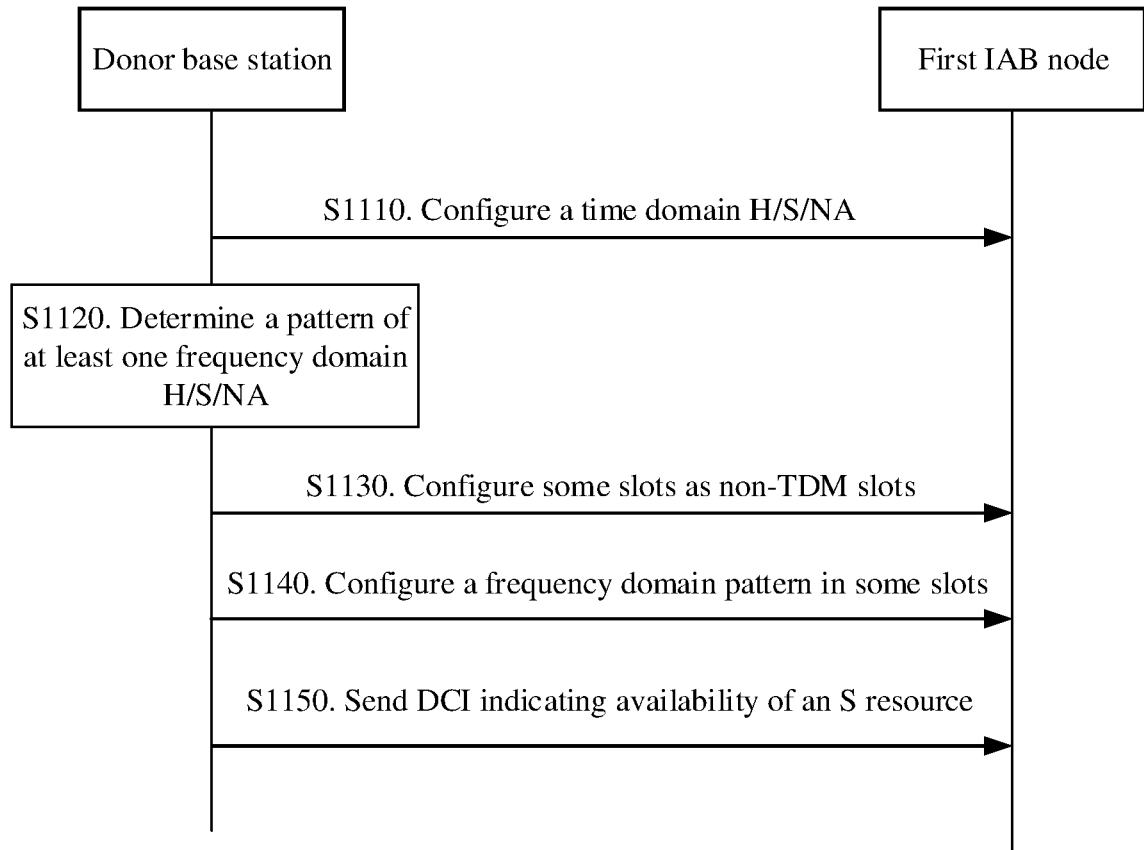 Donor base station
First IAB node
S1110. Configure a time domain H/S/NA
S1120. Determine a pattern of
at least one frequency domain
H/S/NA
S1130. Configure some slots as non-TDM slots
S1140. Configure a frequency domain pattern in some slots
S1150. Send DCI indicating availability of an S resource